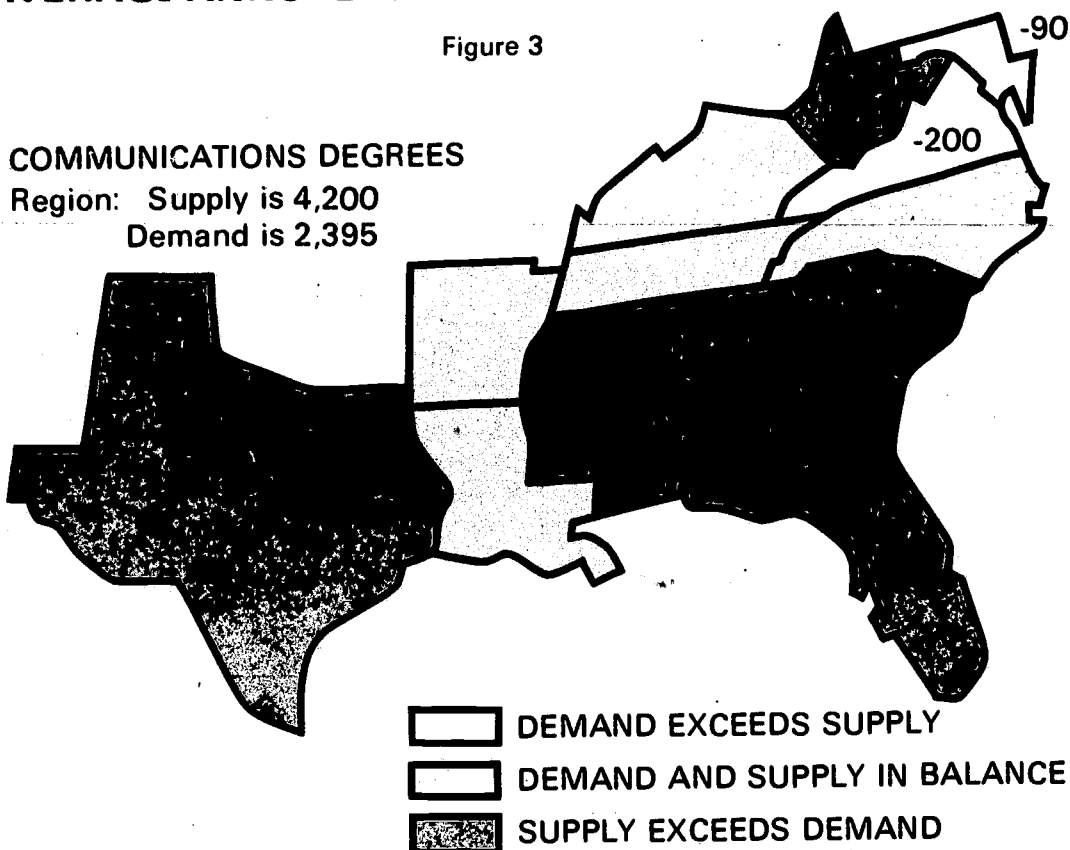 Figure 3
-90
-200
COMMUNICATIONS DEGREES
Region: Supply is 4,200
Demand is 2,395
DEMAND EXCEEDS SUPPLY
DEMAND AND SUPPLY IN BALANCE
SUPPLY EXCEEDS DEMAND